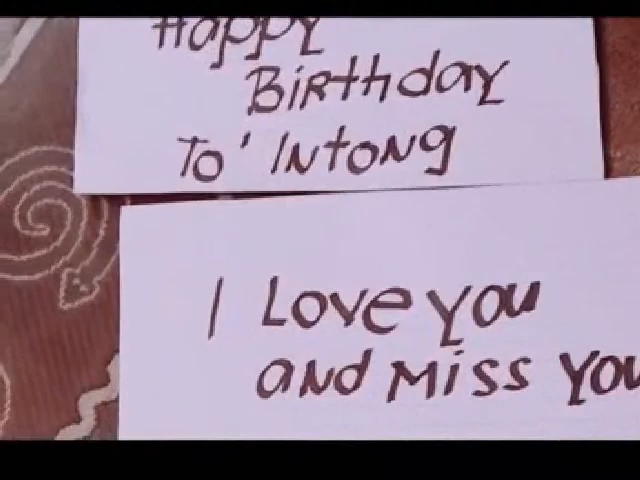 Happy
Birthday
To' Intong
I Love you
and Miss You